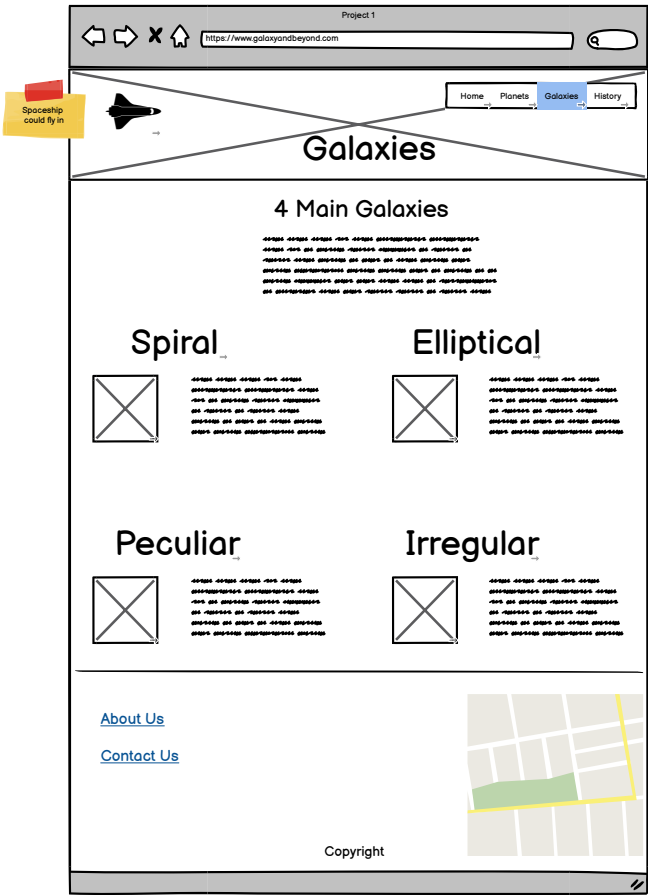 Project 1
https://www.galaxyandbeyond.com
Spaceship
could fly in
Home Planets Galaxies History
Galaxies
4 Main Galaxies
Spiral
Elliptical
Peculiar
Irregular
About Us
Contact Us
Copyright